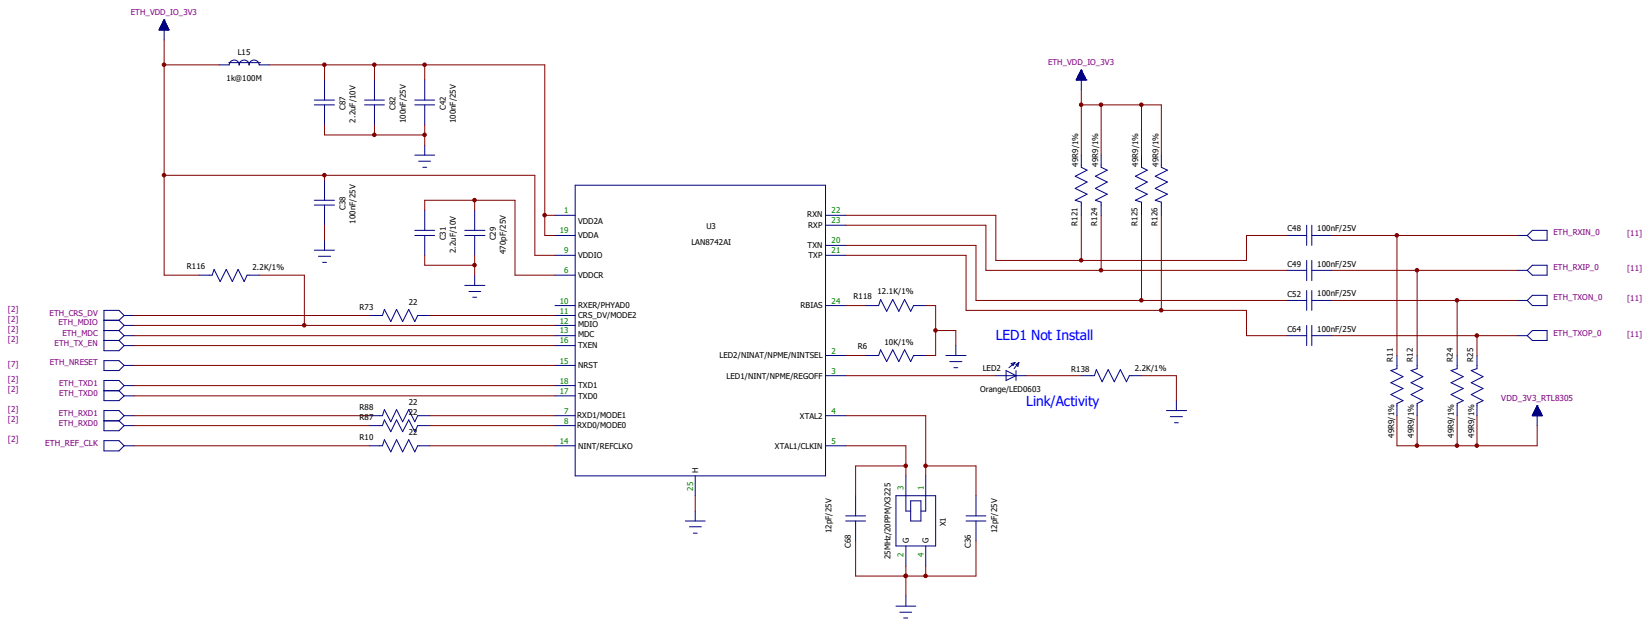 ETH_VDD_IO_3V3
L15
1k@100M
C87
2.2uF/10V
C82
100nF/25V
C42
100nF/25V
C38
100nF/25V
C31
2.2uF/10V
C29
470pF/25V
R116
2.2K/1%
[2]
ETH_CRS_DV
[2]
ETH_MDIO
[2]
ETH_MDC
[2]
ETH_TX_EN
[7]
ETH_NRESET
[2]
ETH_TXD1
[2]
ETH_TXD0
[2]
ETH_RXD1
[2]
ETH_RXD0
[2]
ETH_REF_CLK
R73
22
R88
22
R87
22
R10
22
U3
LAN8742AI
1
VDD2A
19
VDDA
9
VDDIO
6
VDDCR
10
RXER/PHYAD0
11
CRS_DV/MODE2
12
MDIO
13
MDC
16
TXEN
15
NRST
18
TXD1
17
TXD0
7
RXD1/MODE1
8
RXD0/MODE0
14
NINT/REFCLKO
H
25
RXN
22
RXP
23
TXN
20
TXP
21
RBIAS
24
LED2/NINAT/NPME/NINTSEL
2
LED1/NINT/NPME/REGOFF
3
XTAL2
4
XTAL1/CLKIN
5
R118
12.1K/1%
R6
10K/1%
LED1 Not Install
LED2
Orange/LED0603
R138
2.2K/1%
Link/Activity
12pF/25V
C68
25MHz/20PPM/X3225
3
1
G
G
2
4
X1
C36
12pF/25V
ETH_VDD_IO_3V3
49R9/1%
R121
49R9/1%
R124
49R9/1%
R125
49R9/1%
R126
C48
100nF/25V
C49
100nF/25V
C52
100nF/25V
C64
100nF/25V
ETH_RXIN_0
[11]
ETH_RXIP_0
[11]
ETH_TXON_0
[11]
ETH_TXOP_0
[11]
R11
49R9/1%
R12
49R9/1%
R24
49R9/1%
R25
49R9/1%
VDD_3V3_RTL8305